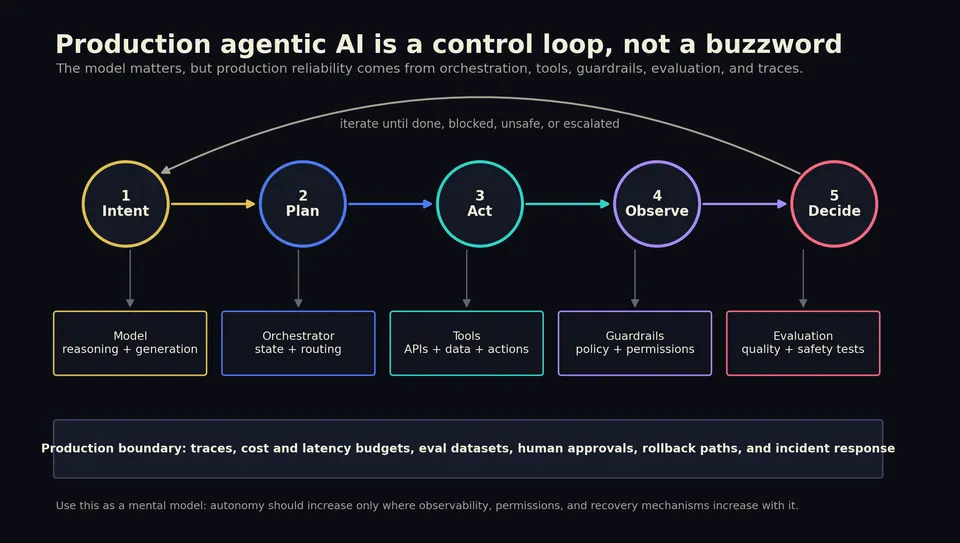 Production agentic AI is a control loop, not a buzzword
The model matters, but production reliability comes from orchestration, tools, guardrails, evaluation, and traces.
iterate until done, blocked, unsafe, or escalated
1
Intent
2
Plan
3
Act
4
Observe
5
Decide
Model
reasoning + generation
Orchestrator
state + routing
Tools
APIs + data + actions
Guardrails
policy + permissions
Evaluation
quality + safety tests
Production boundary: traces, cost and latency budgets, eval datasets, human approvals, rollback paths, and incident response
Use this as a mental model: autonomy should increase only where observability, permissions, and recovery mechanisms increase with it.